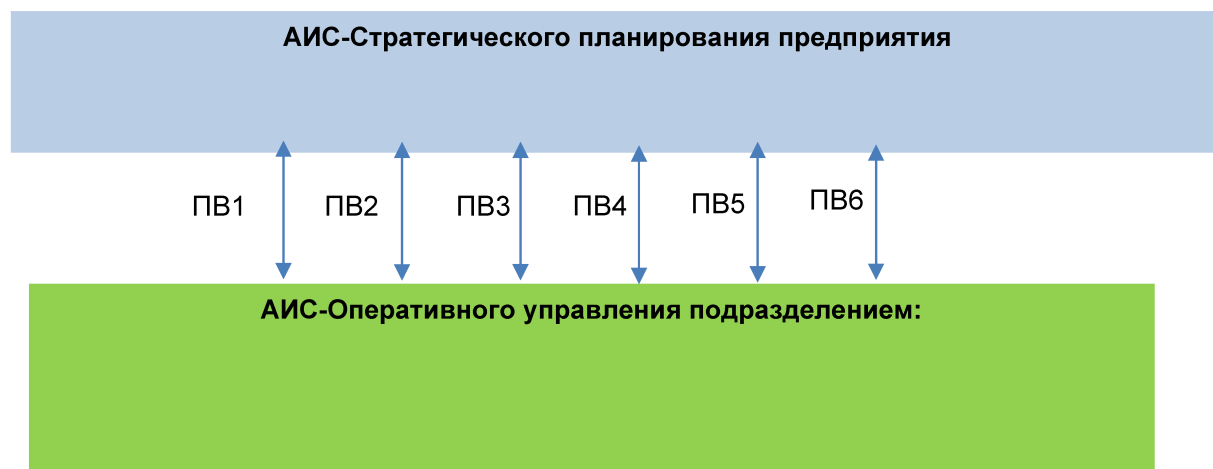 АИС-Стратегического планирования предприятия
ПВ1 ПВ2 ПВ3 ПВ4 ПВ5 ПВ6
АИС-Оперативного управления подразделением: